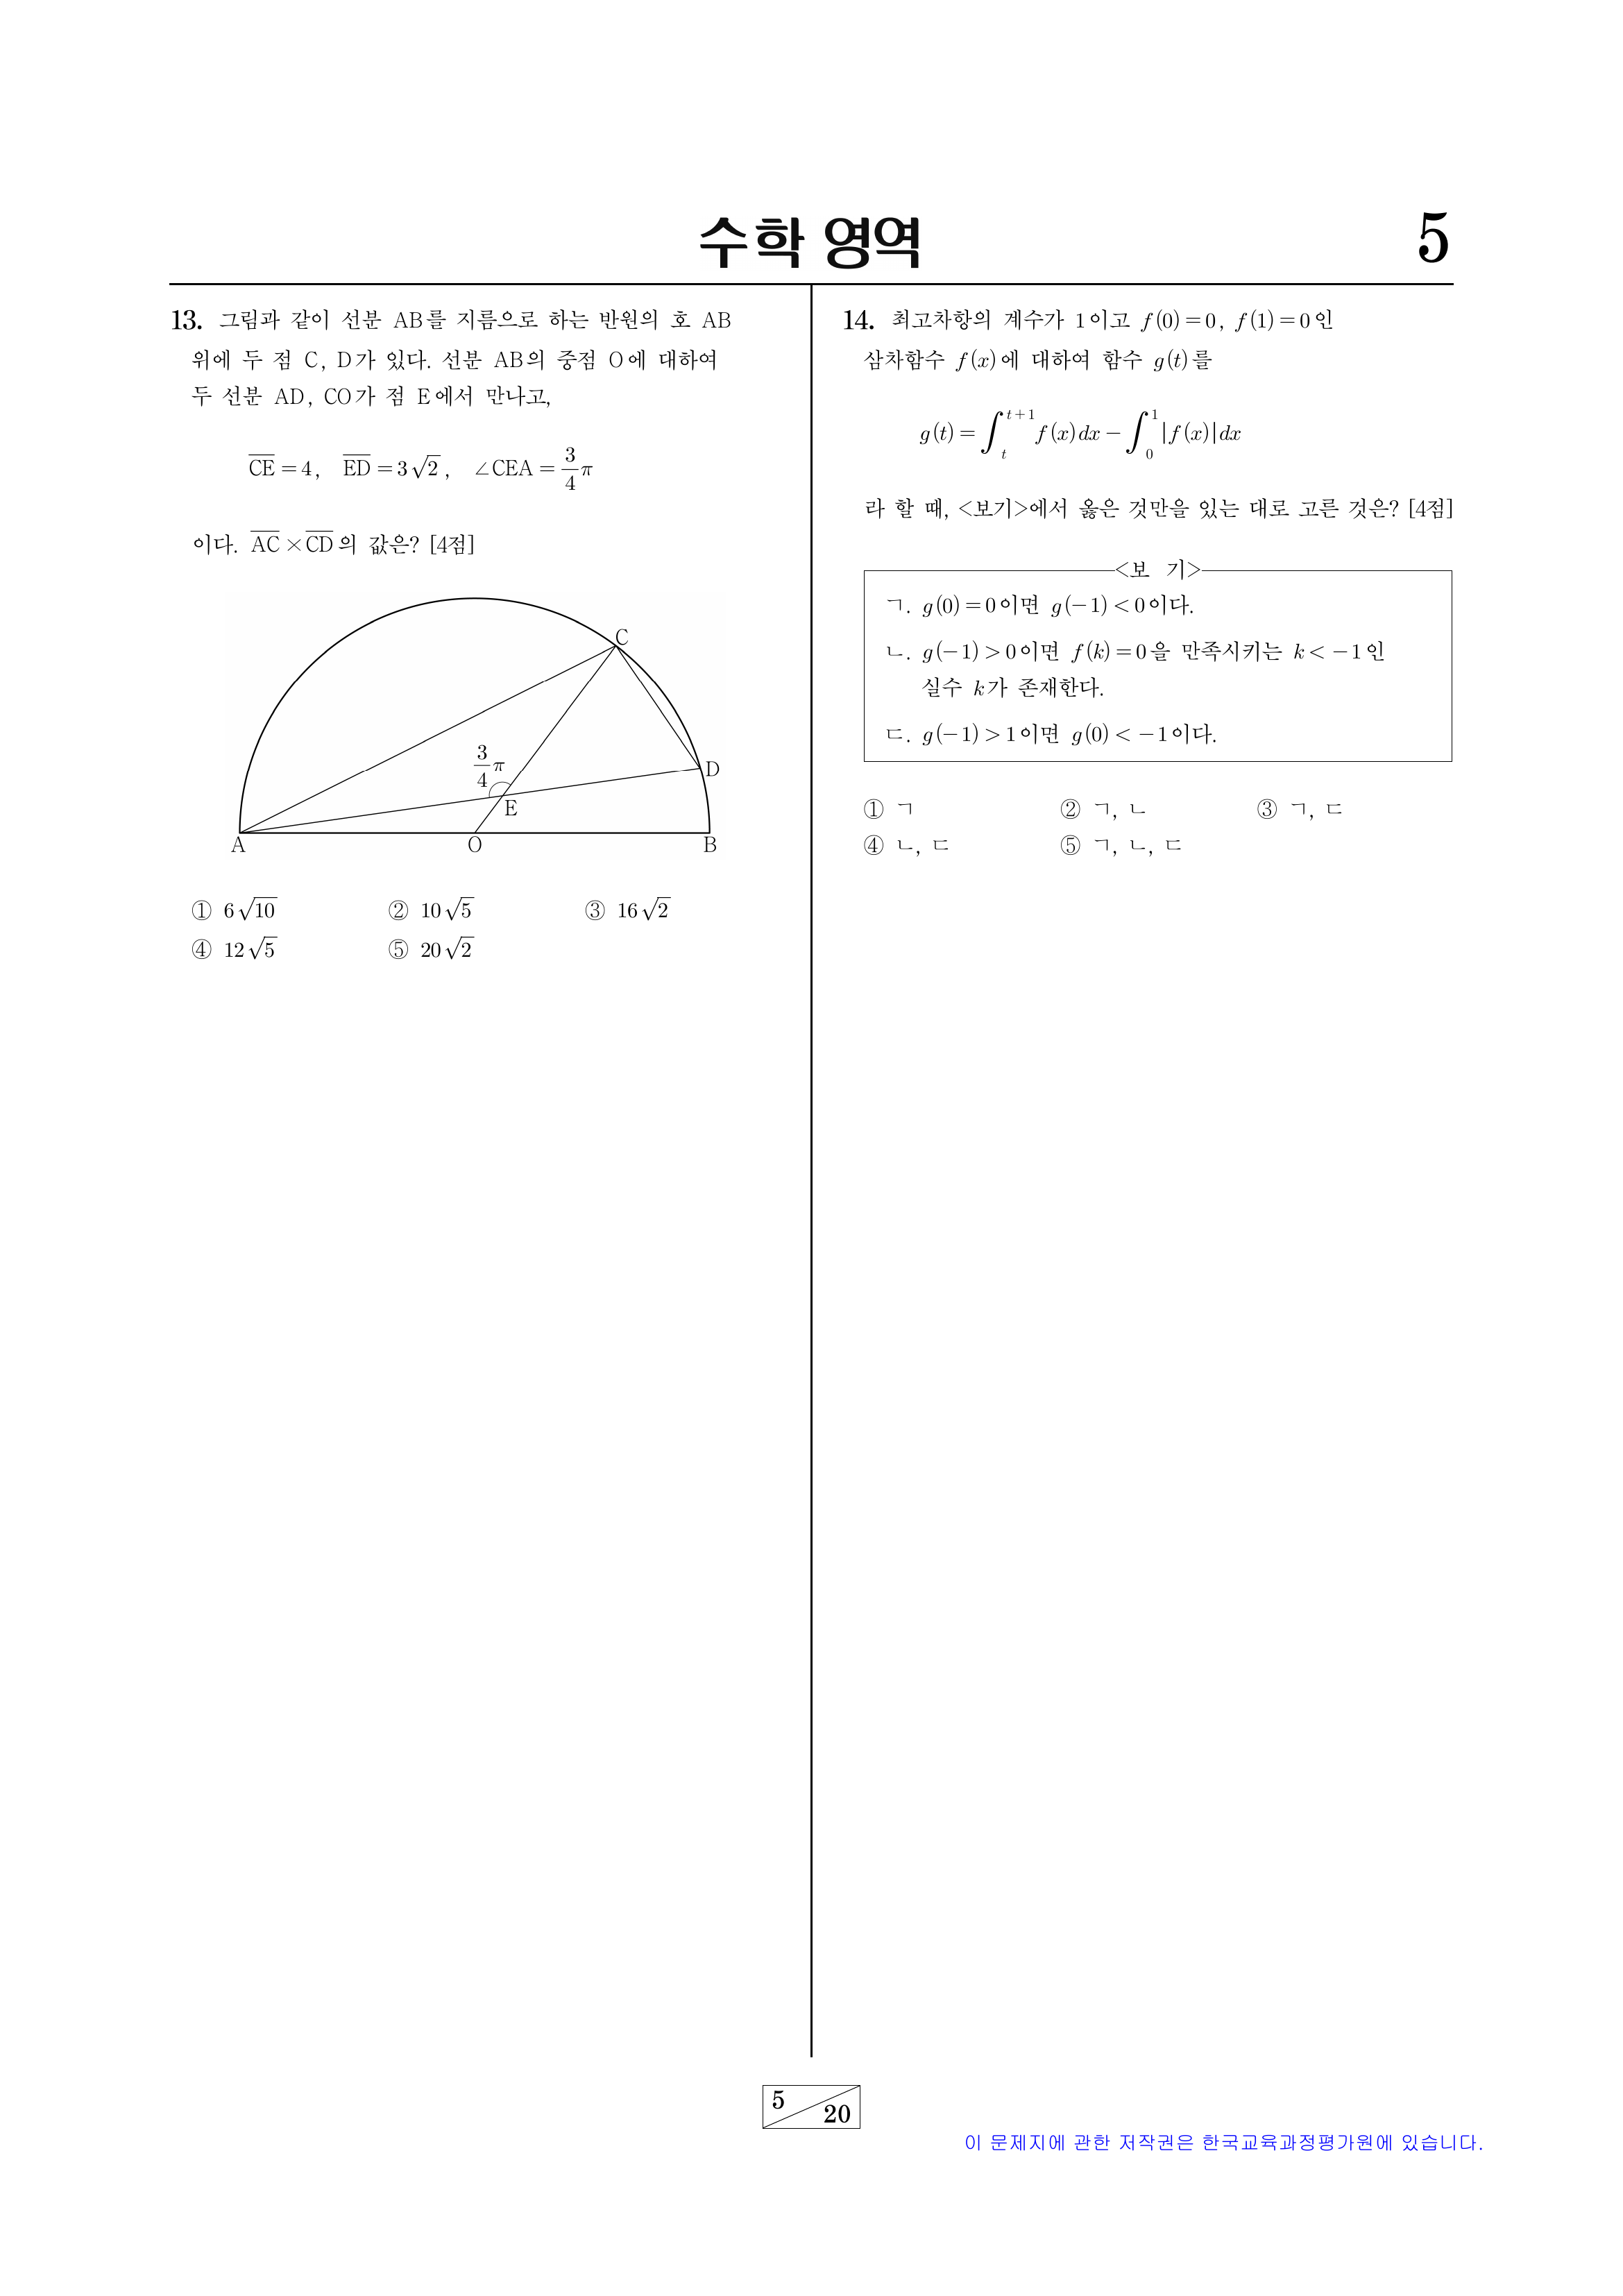 수학 영역
5
13. 그림과 같이 선분 AB를 지름으로 하는 반원의 호 AB
위에 두 점 C, D가 있다. 선분 AB의 중점 O에 대하여
두 선분 AD, CO가 점 E에서 만나고,
$\overline{CE}=4$, $\overline{ED}=3\sqrt{2}$, $\angle CEA=\frac{3}{4}\pi$
이다. $\overline{AC}\times\overline{CD}$의 값은? [4점]
C
$\frac{3}{4}\pi$
D
E
A
O
B
① $6\sqrt{10}$ ② $10\sqrt{5}$ ③ $16\sqrt{2}$
④ $12\sqrt{5}$ ⑤ $20\sqrt{2}$
14. 최고차항의 계수가 1이고 $f(0)=0$, $f(1)=0$인
삼차함수 $f(x)$에 대하여 함수 $g(t)$를
$g(t)=\int_{t}^{t+1}f(x)dx-\int_{0}^{1}|f(x)|dx$
라 할 때, <보기>에서 옳은 것만을 있는 대로 고른 것은? [4점]
<보 기>
ㄱ. $g(0)=0$이면 $g(-1)<0$이다.
ㄴ. $g(-1)>0$이면 $f(k)=0$을 만족시키는 $k<-1$인
실수 $k$가 존재한다.
ㄷ. $g(-1)>1$이면 $g(0)<-1$이다.
① ㄱ ② ㄱ, ㄴ ③ ㄱ, ㄷ
④ ㄴ, ㄷ ⑤ ㄱ, ㄴ, ㄷ
5
20
이 문제지에 관한 저작권은 한국교육과정평가원에 있습니다.